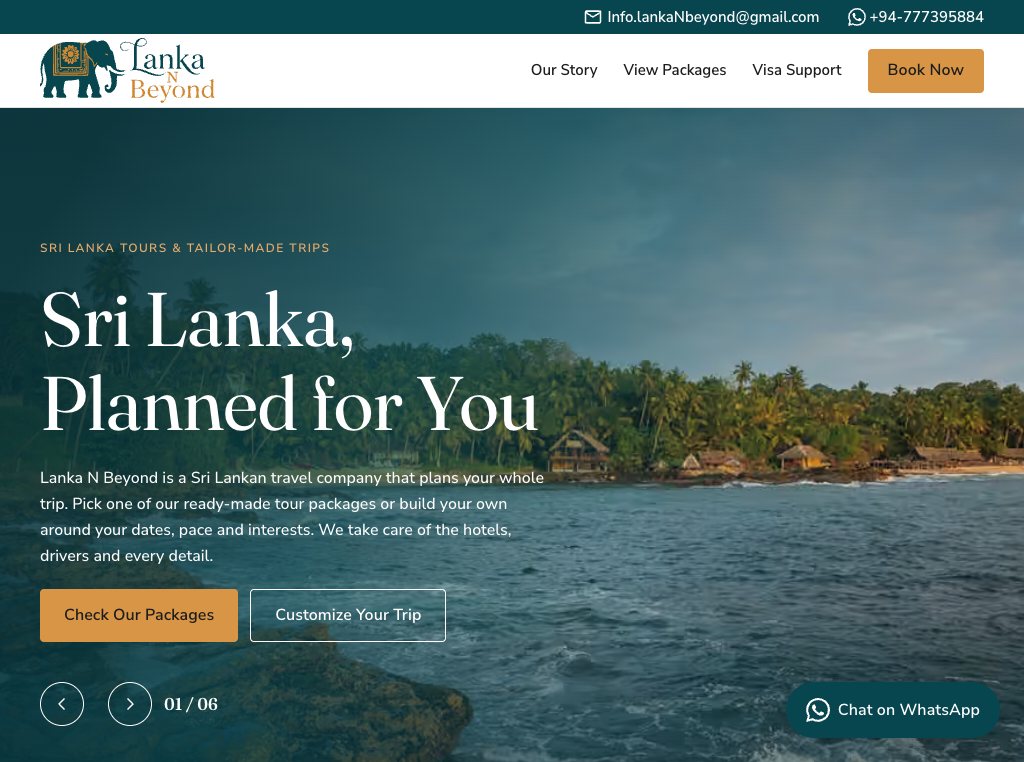 Info.lankaNbeyond@gmail.com +94-777395884
Lanka
N
Beyond
Our Story View Packages Visa Support Book Now
SRI LANKA TOURS & TAILOR-MADE TRIPS
Sri Lanka,
Planned for You
Lanka N Beyond is a Sri Lankan travel company that plans your whole
trip. Pick one of our ready-made tour packages or build your own
around your dates, pace and interests. We take care of the hotels,
drivers and every detail.
Check Our Packages Customize Your Trip
01 / 06
Chat on WhatsApp